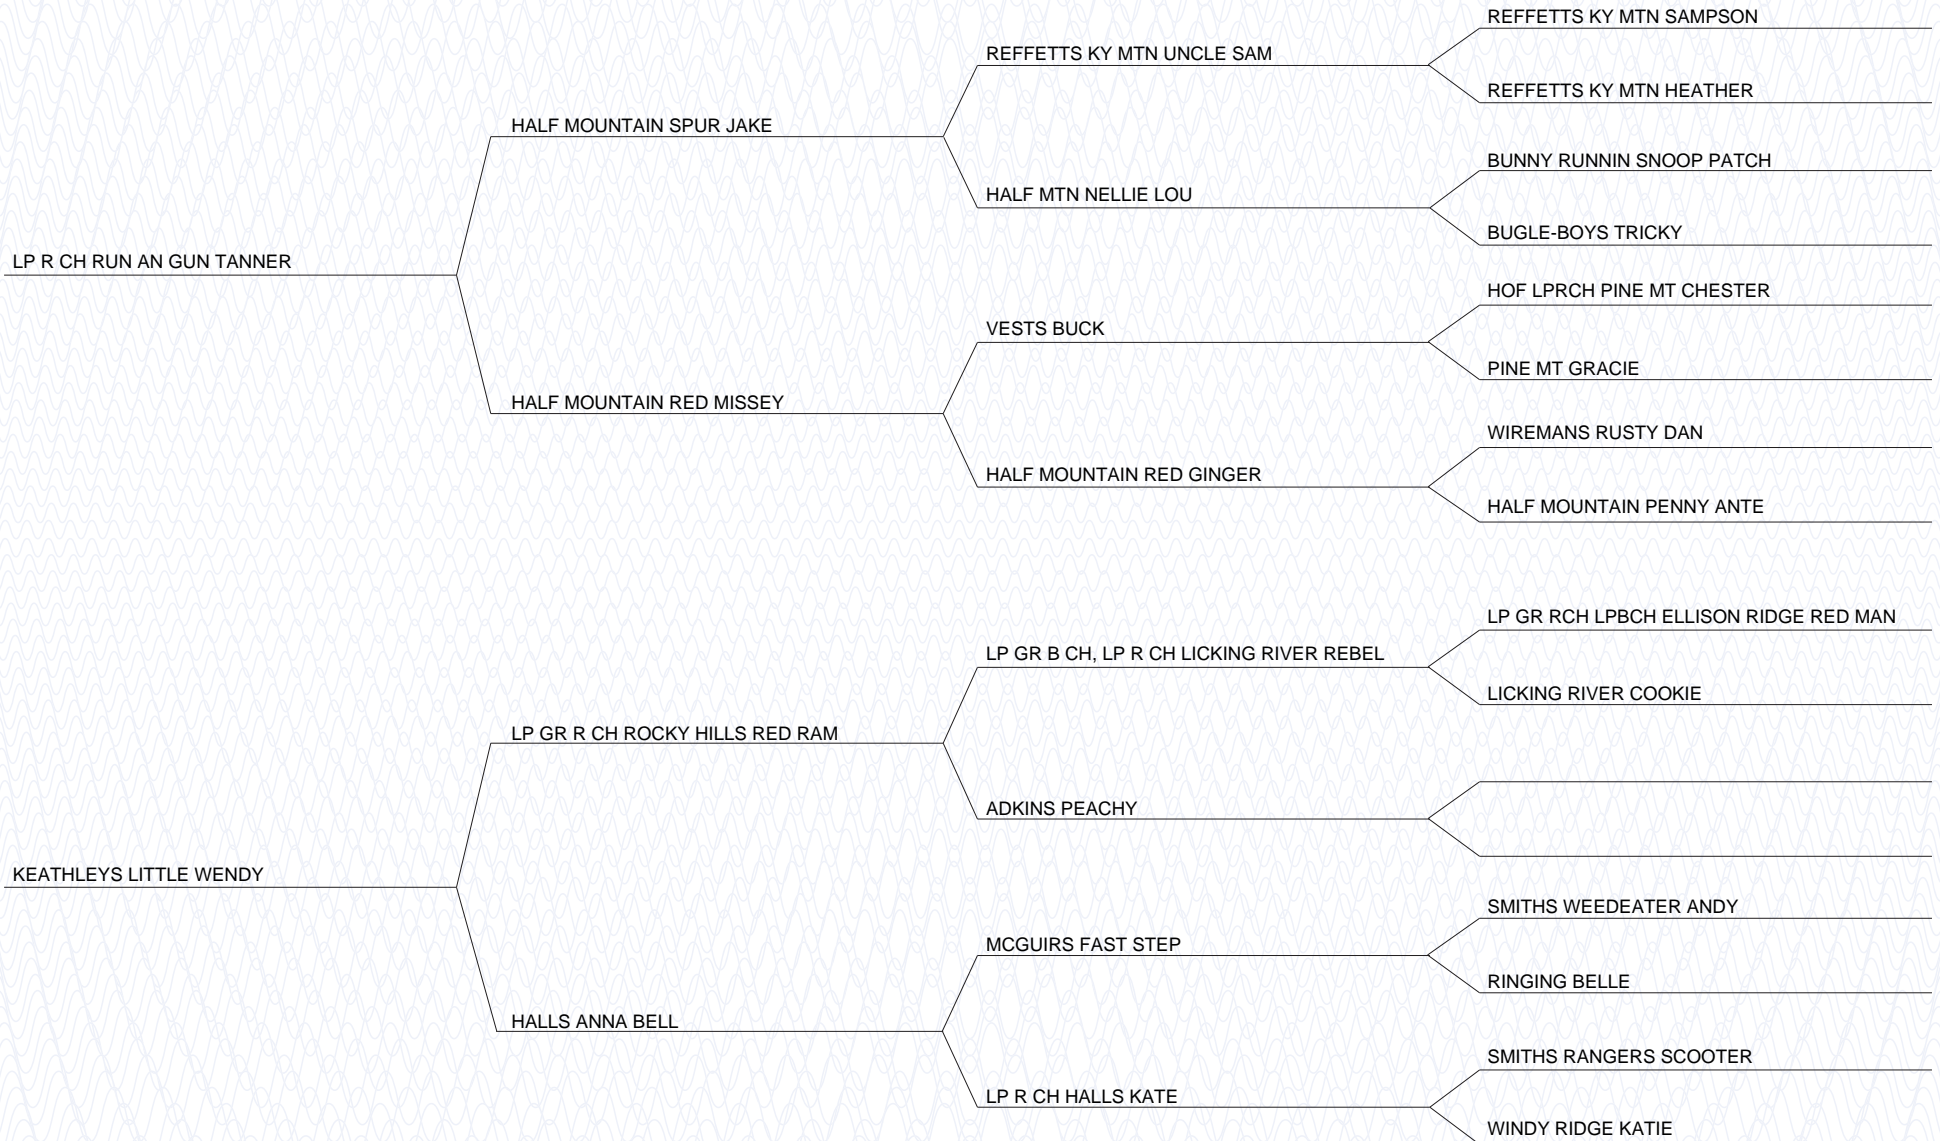 REFFETTS KY MTN SAMPSON
REFFETTS KY MTN UNCLE SAM
REFFETTS KY MTN HEATHER
HALF MOUNTAIN SPUR JAKE
BUNNY RUNNIN SNOOP PATCH
HALF MTN NELLIE LOU
BUGLE-BOYS TRICKY
LP R CH RUN AN GUN TANNER
HOF LPRCH PINE MT CHESTER
VESTS BUCK
PINE MT GRACIE
HALF MOUNTAIN RED MISSEY
WIREMANS RUSTY DAN
HALF MOUNTAIN RED GINGER
HALF MOUNTAIN PENNY ANTE
LP GR RCH LPBCH ELLISON RIDGE RED MAN
LP GR B CH, LP R CH LICKING RIVER REBEL
LICKING RIVER COOKIE
LP GR R CH ROCKY HILLS RED RAM
ADKINS PEACHY
KEATHLEYS LITTLE WENDY
SMITHS WEEDEATER ANDY
MCGUIRS FAST STEP
RINGING BELLE
HALLS ANNA BELL
SMITHS RANGERS SCOOTER
LP R CH HALLS KATE
WINDY RIDGE KATIE